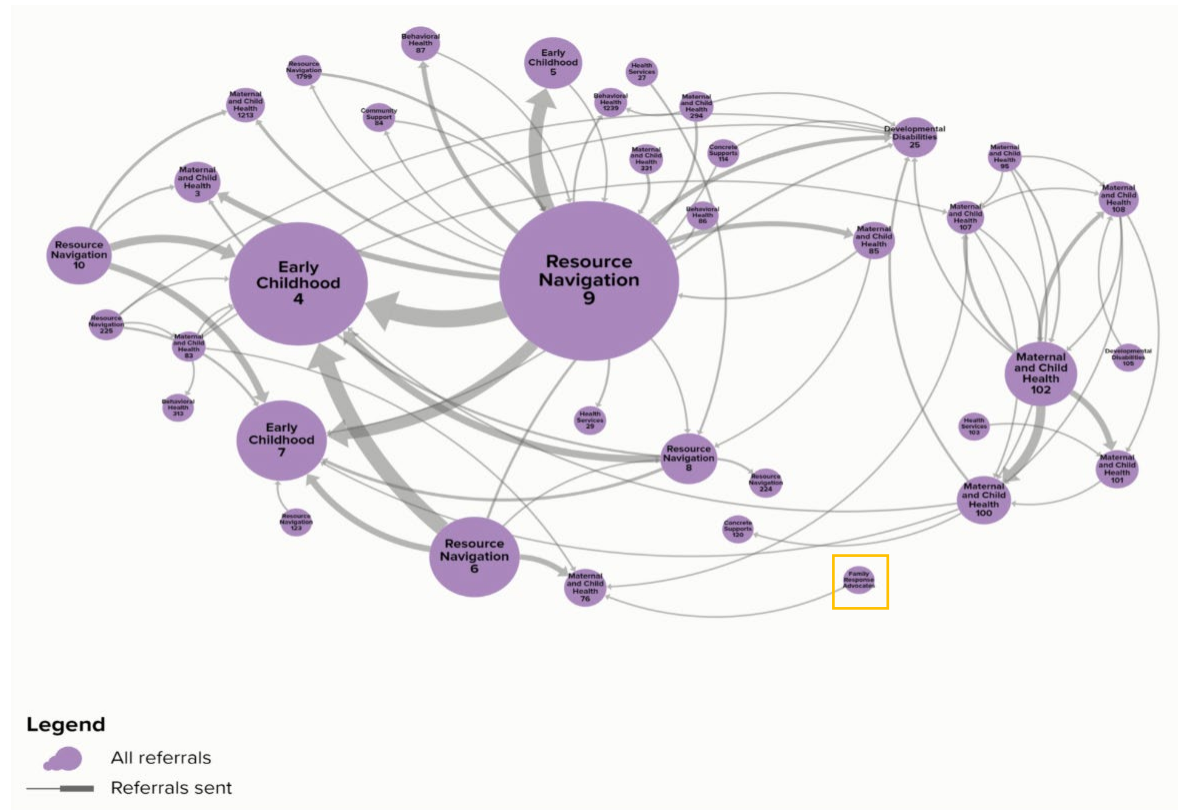 Behavioral
Health
87
Early
Childhood
5
Resource
Navigation
1799
Health
Services
27
Maternal
and Child
Health
1213
Community
Support
84
Behavioral
Health
1239
Maternal
and Child
Health
294
Developmental
Disabilities
25
Maternal
and Child
Health
321
Concrete
Supports
114
Maternal
and Child
Health
95
Maternal
and Child
Health
3
Maternal
and Child
Health
108
Behavioral
Health
86
Maternal
and Child
Health
107
Maternal
and Child
Health
85
Resource
Navigation
10
Early
Childhood
4
Resource
Navigation
9
Resource
Navigation
225
Maternal
and Child
Health
83
Developmental
Disabilities
105
Maternal
and Child
Health
102
Behavioral
Health
313
Health
Services
29
Health
Services
103
Early
Childhood
7
Resource
Navigation
8
Resource
Navigation
224
Maternal
and Child
Health
101
Maternal
and Child
Health
100
Resource
Navigation
123
Concrete
Supports
120
Resource
Navigation
6
Maternal
and Child
Health
76
Family
Response
Advocates
Legend
All referrals
Referrals sent